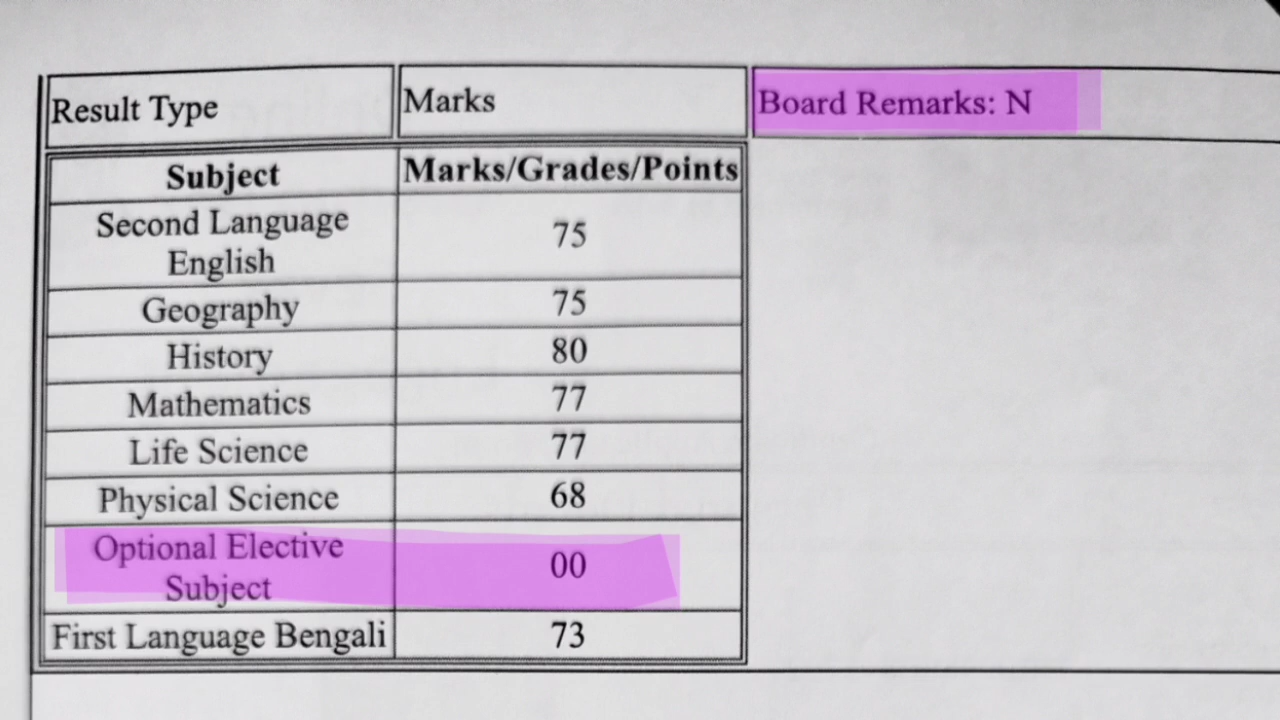 Result Type Marks Board Remarks: N
Subject Marks/Grades/Points
Second Language
English 75
Geography 75
History 80
Mathematics 77
Life Science 77
Physical Science 68
Optional Elective
Subject 00
First Language Bengali 73